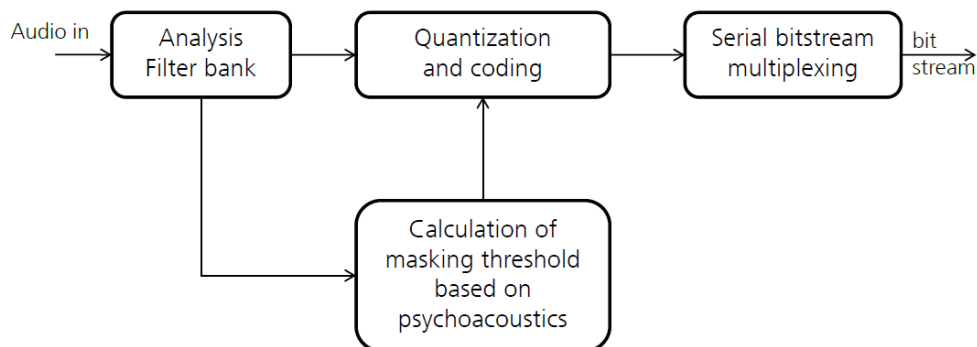 Audio in
Analysis
Filter bank
Quantization
and coding
Serial bitstream
multiplexing
bit
stream
Calculation of
masking threshold
based on
psychoacoustics